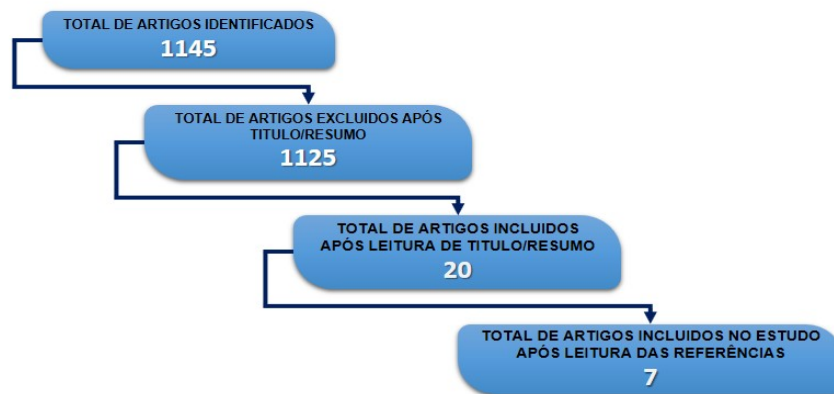 TOTAL DE ARTIGOS IDENTIFICADOS
1145
TOTAL DE ARTIGOS EXCLUIDOS APÓS
TITULO/RESUMO
1125
TOTAL DE ARTIGOS INCLUIDOS
APÓS LEITURA DE TITULO/RESUMO
20
TOTAL DE ARTIGOS INCLUIDOS NO ESTUDO
APÓS LEITURA DAS REFERÊNCIAS
7